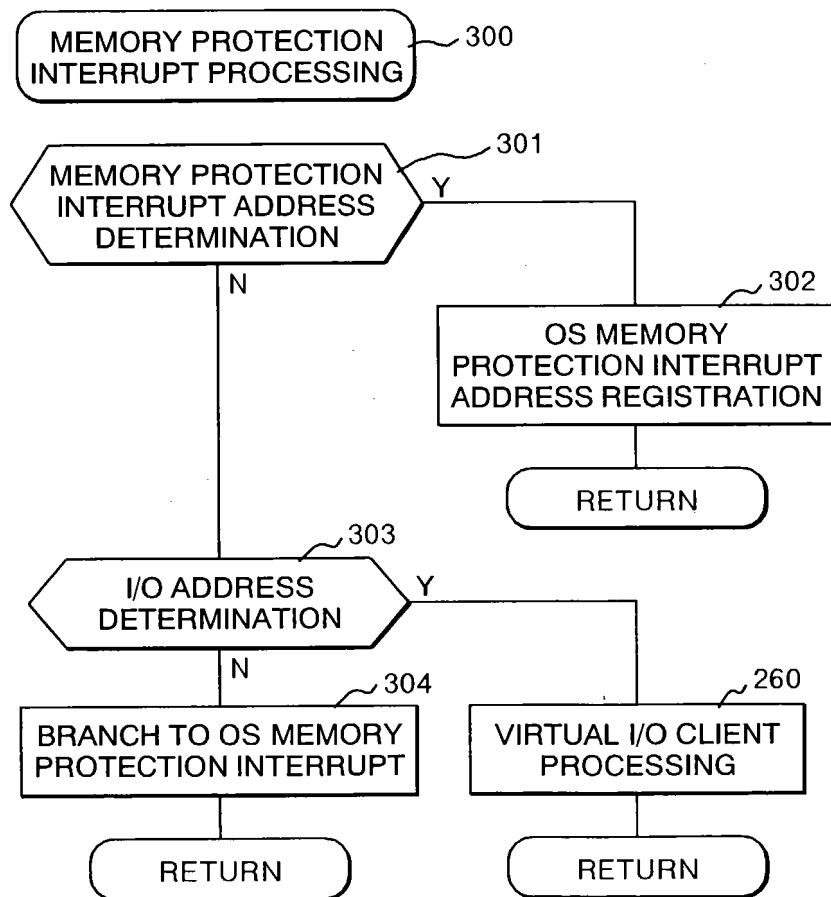 MEMORY PROTECTION
INTERRUPT PROCESSING
300
MEMORY PROTECTION
INTERRUPT ADDRESS
DETERMINATION
301
Y
N
302
OS MEMORY
PROTECTION INTERRUPT
ADDRESS REGISTRATION
RETURN
303
I/O ADDRESS
DETERMINATION
Y
N
304
BRANCH TO OS MEMORY
PROTECTION INTERRUPT
RETURN
260
VIRTUAL I/O CLIENT
PROCESSING
RETURN